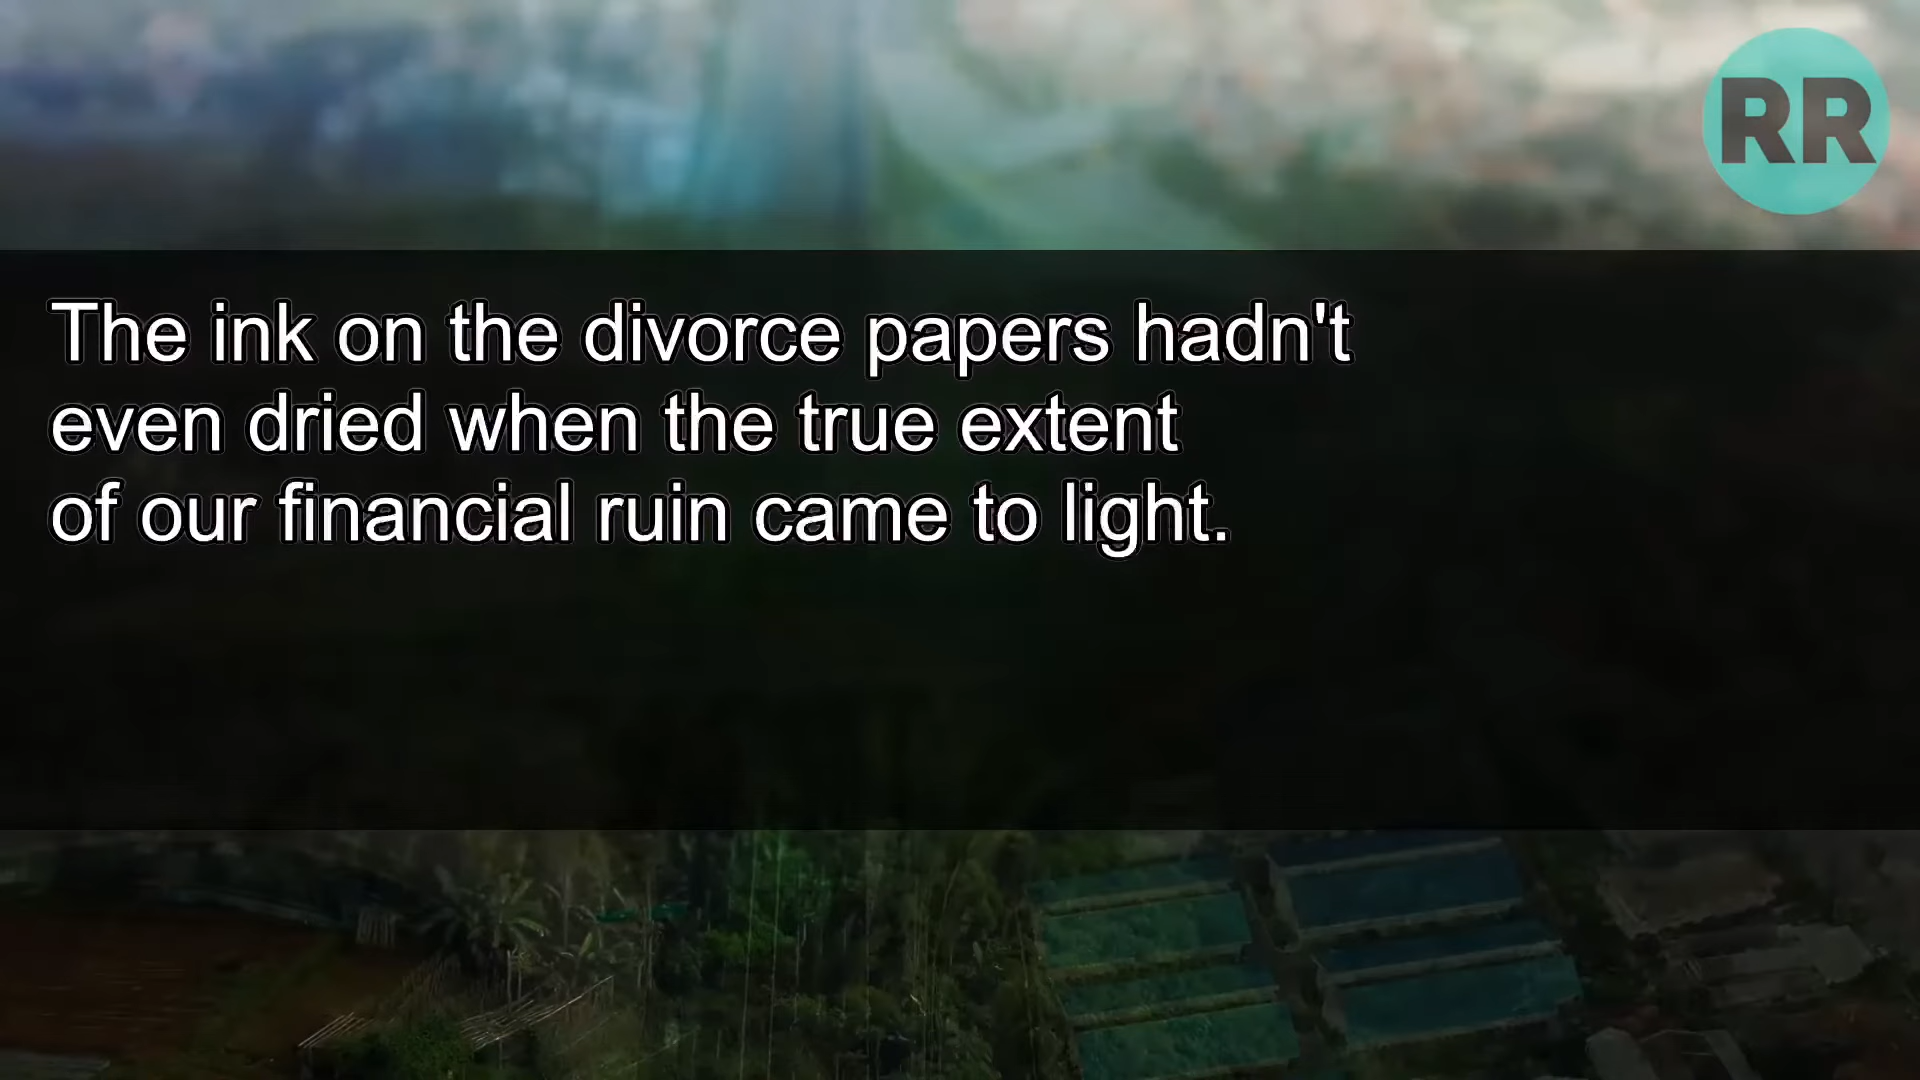 RR
The ink on the divorce papers hadn't
even dried when the true extent
of our financial ruin came to light.